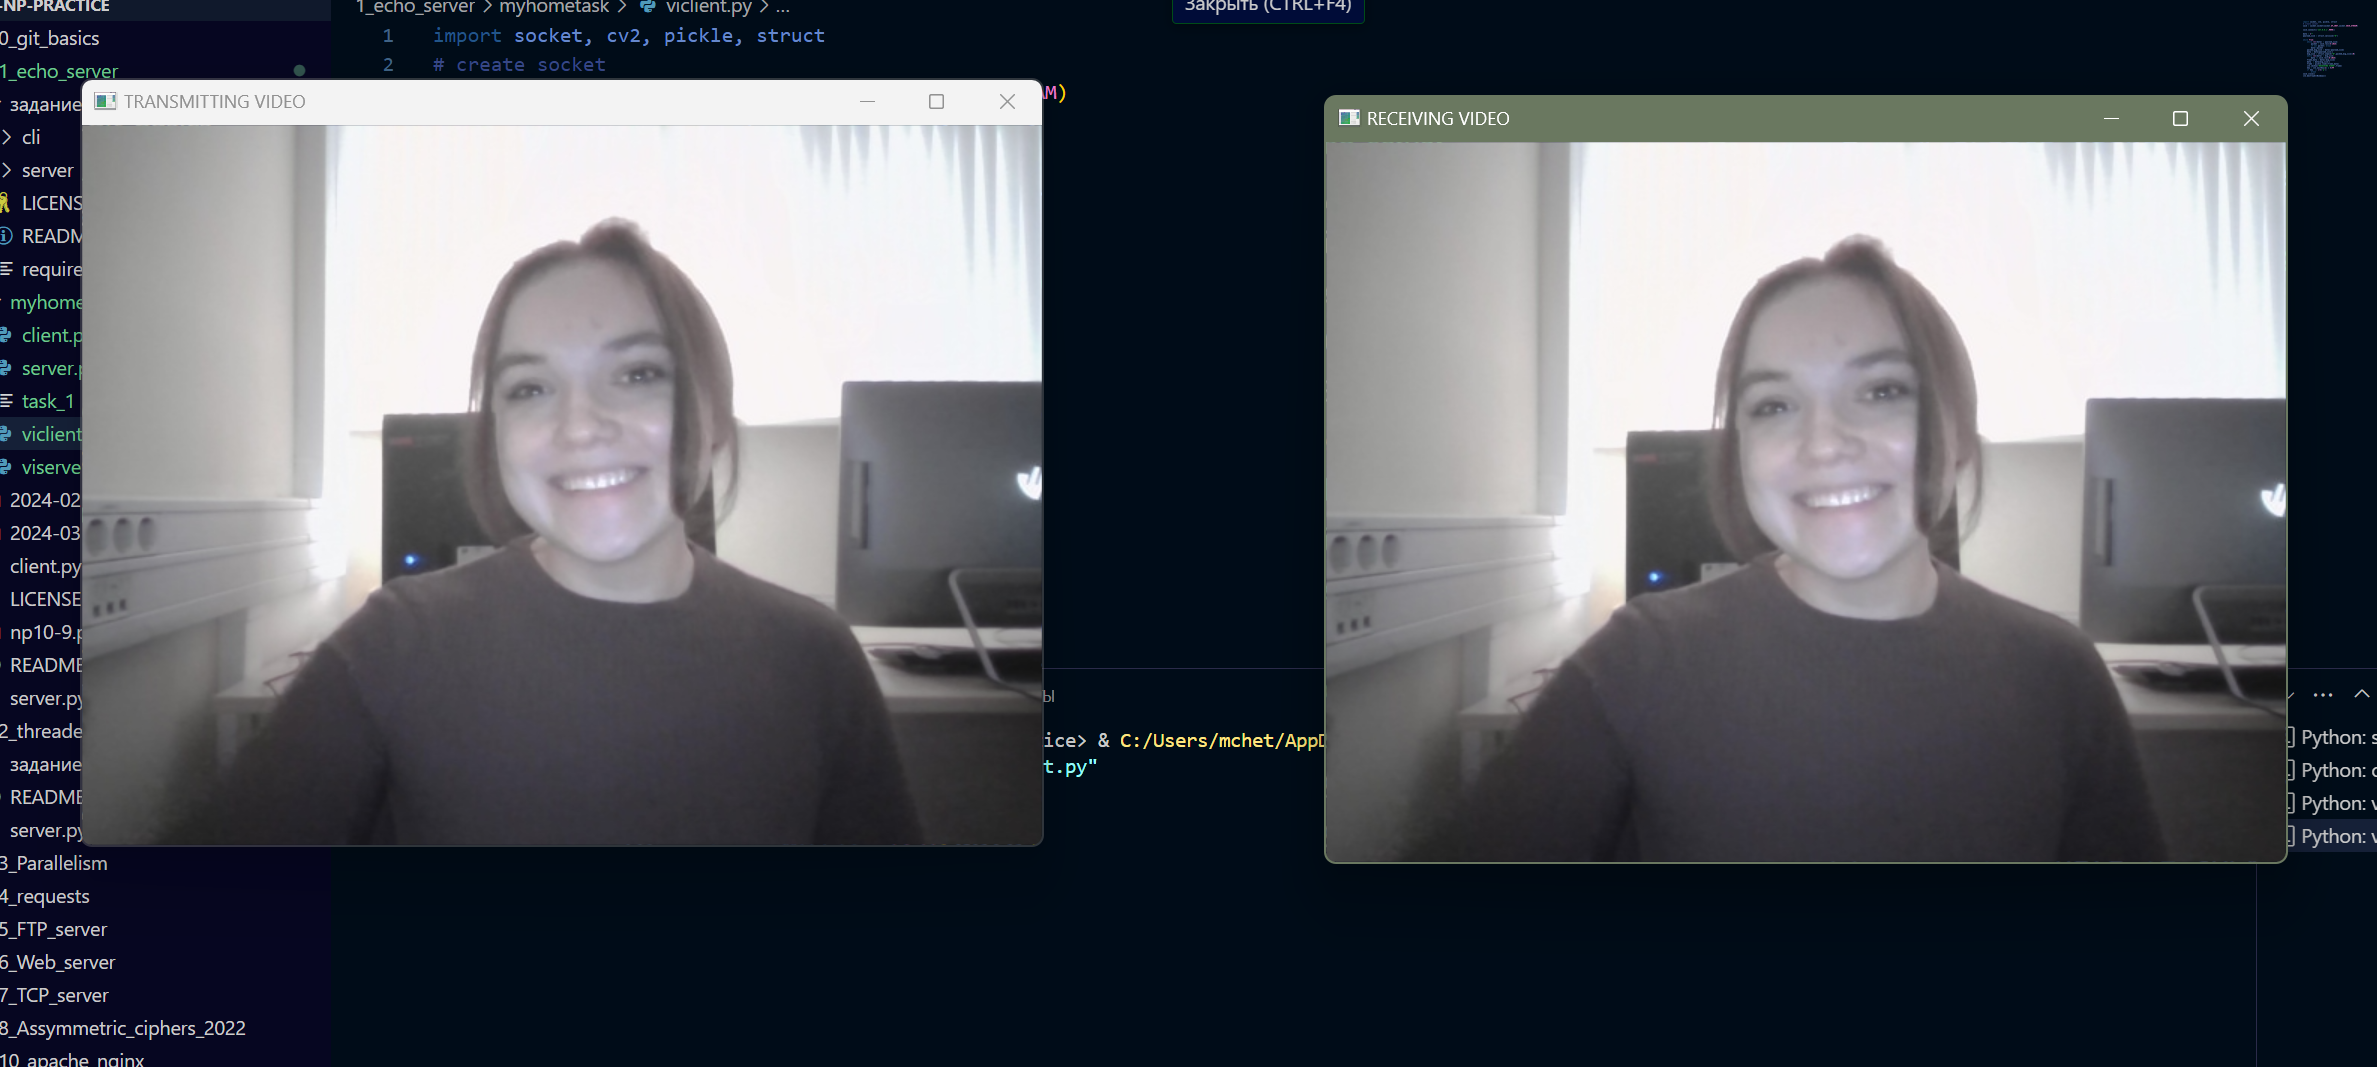 -NP-PRACTICE
0_git_basics
1_echo_server
задание
cli
server
LICENS
READM
require
myhome
client.p
server.p
task_1
viclient
viserve
2024-02
2024-03
client.py
LICENSE
np10-9.p
README
server.py
2_threade
задание
README
server.py
3_Parallelism
4_requests
5_FTP_server
6_Web_server
7_TCP_server
8_Assymmetric_ciphers_2022
10_apache_nginx
1_echo_server > myhometask > viclient.py > ...
Закрыть (CTRL+F4)
1 import socket, cv2, pickle, struct
2 # create socket
AM)
TRANSMITTING VIDEO
RECEIVING VIDEO
ы
ice> & C:/Users/mchet/AppD
t.py"
Python: s
Python: c
Python: v
Python: v